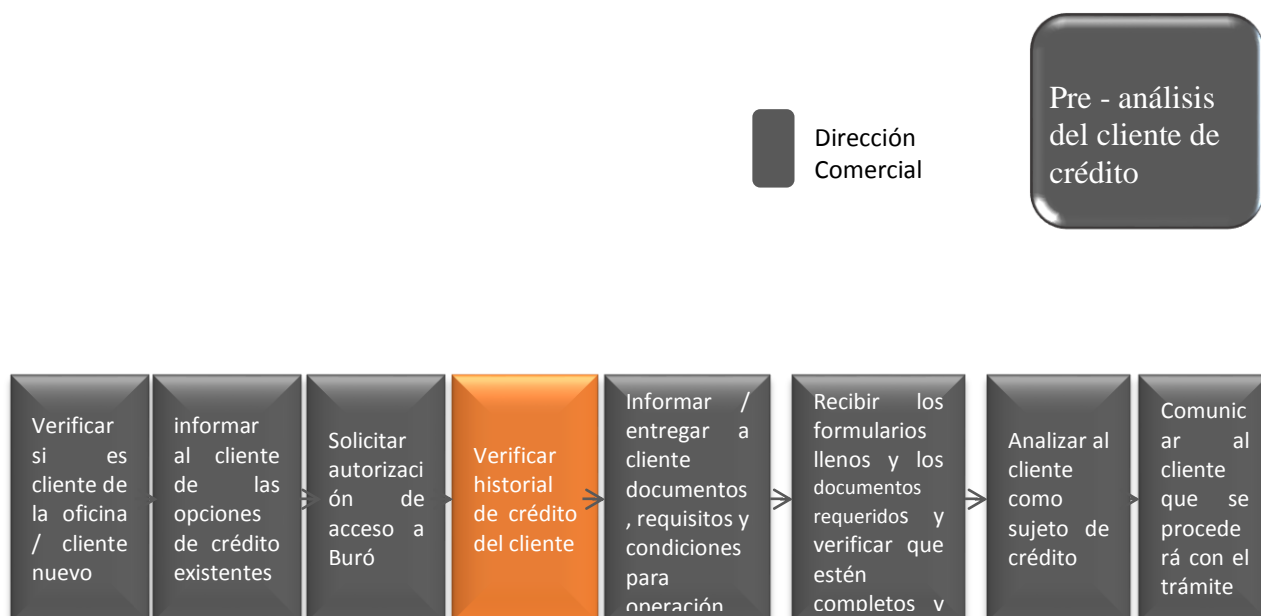 Pre - análisis
del cliente de
crédito
Dirección
Comercial
Verificar
si es
cliente de
la oficina
/ cliente
nuevo
informar
al cliente
de las
opciones
de crédito
existentes
Solicitar
autorizaci
ón de
acceso a
Buró
Verificar
historial
de crédito
del cliente
Informar /
entregar a
cliente
documentos
, requisitos y
condiciones
para
operación
Recibir los
formularios
llenos y los
documentos
requeridos y
verificar que
estén
completos y
Analizar al
cliente
como
sujeto de
crédito
Comunic
ar al
cliente
que se
procede
rá con el
trámite